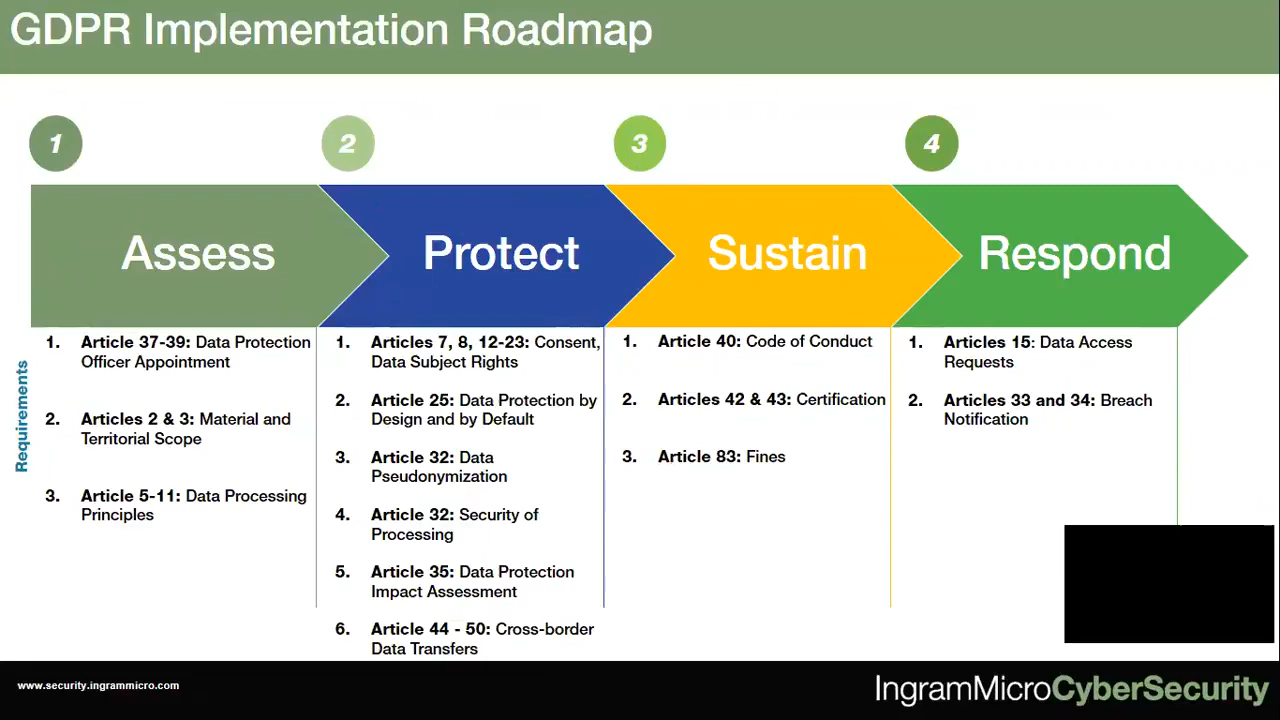 GDPR Implementation Roadmap
1
2
3
4
Assess
Protect
Sustain
Respond
Requirements
1. Article 37-39: Data Protection
Officer Appointment
2. Articles 2 & 3: Material and
Territorial Scope
3. Article 5-11: Data Processing
Principles
1. Articles 7, 8, 12-23: Consent,
Data Subject Rights
2. Article 25: Data Protection by
Design and by Default
3. Article 32: Data
Pseudonymization
4. Article 32: Security of
Processing
5. Article 35: Data Protection
Impact Assessment
6. Article 44 - 50: Cross-border
Data Transfers
1. Article 40: Code of Conduct
2. Articles 42 & 43: Certification
3. Article 83: Fines
1. Articles 15: Data Access
Requests
2. Articles 33 and 34: Breach
Notification
www.security.ingrammicro.com
IngramMicroCyberSecurity